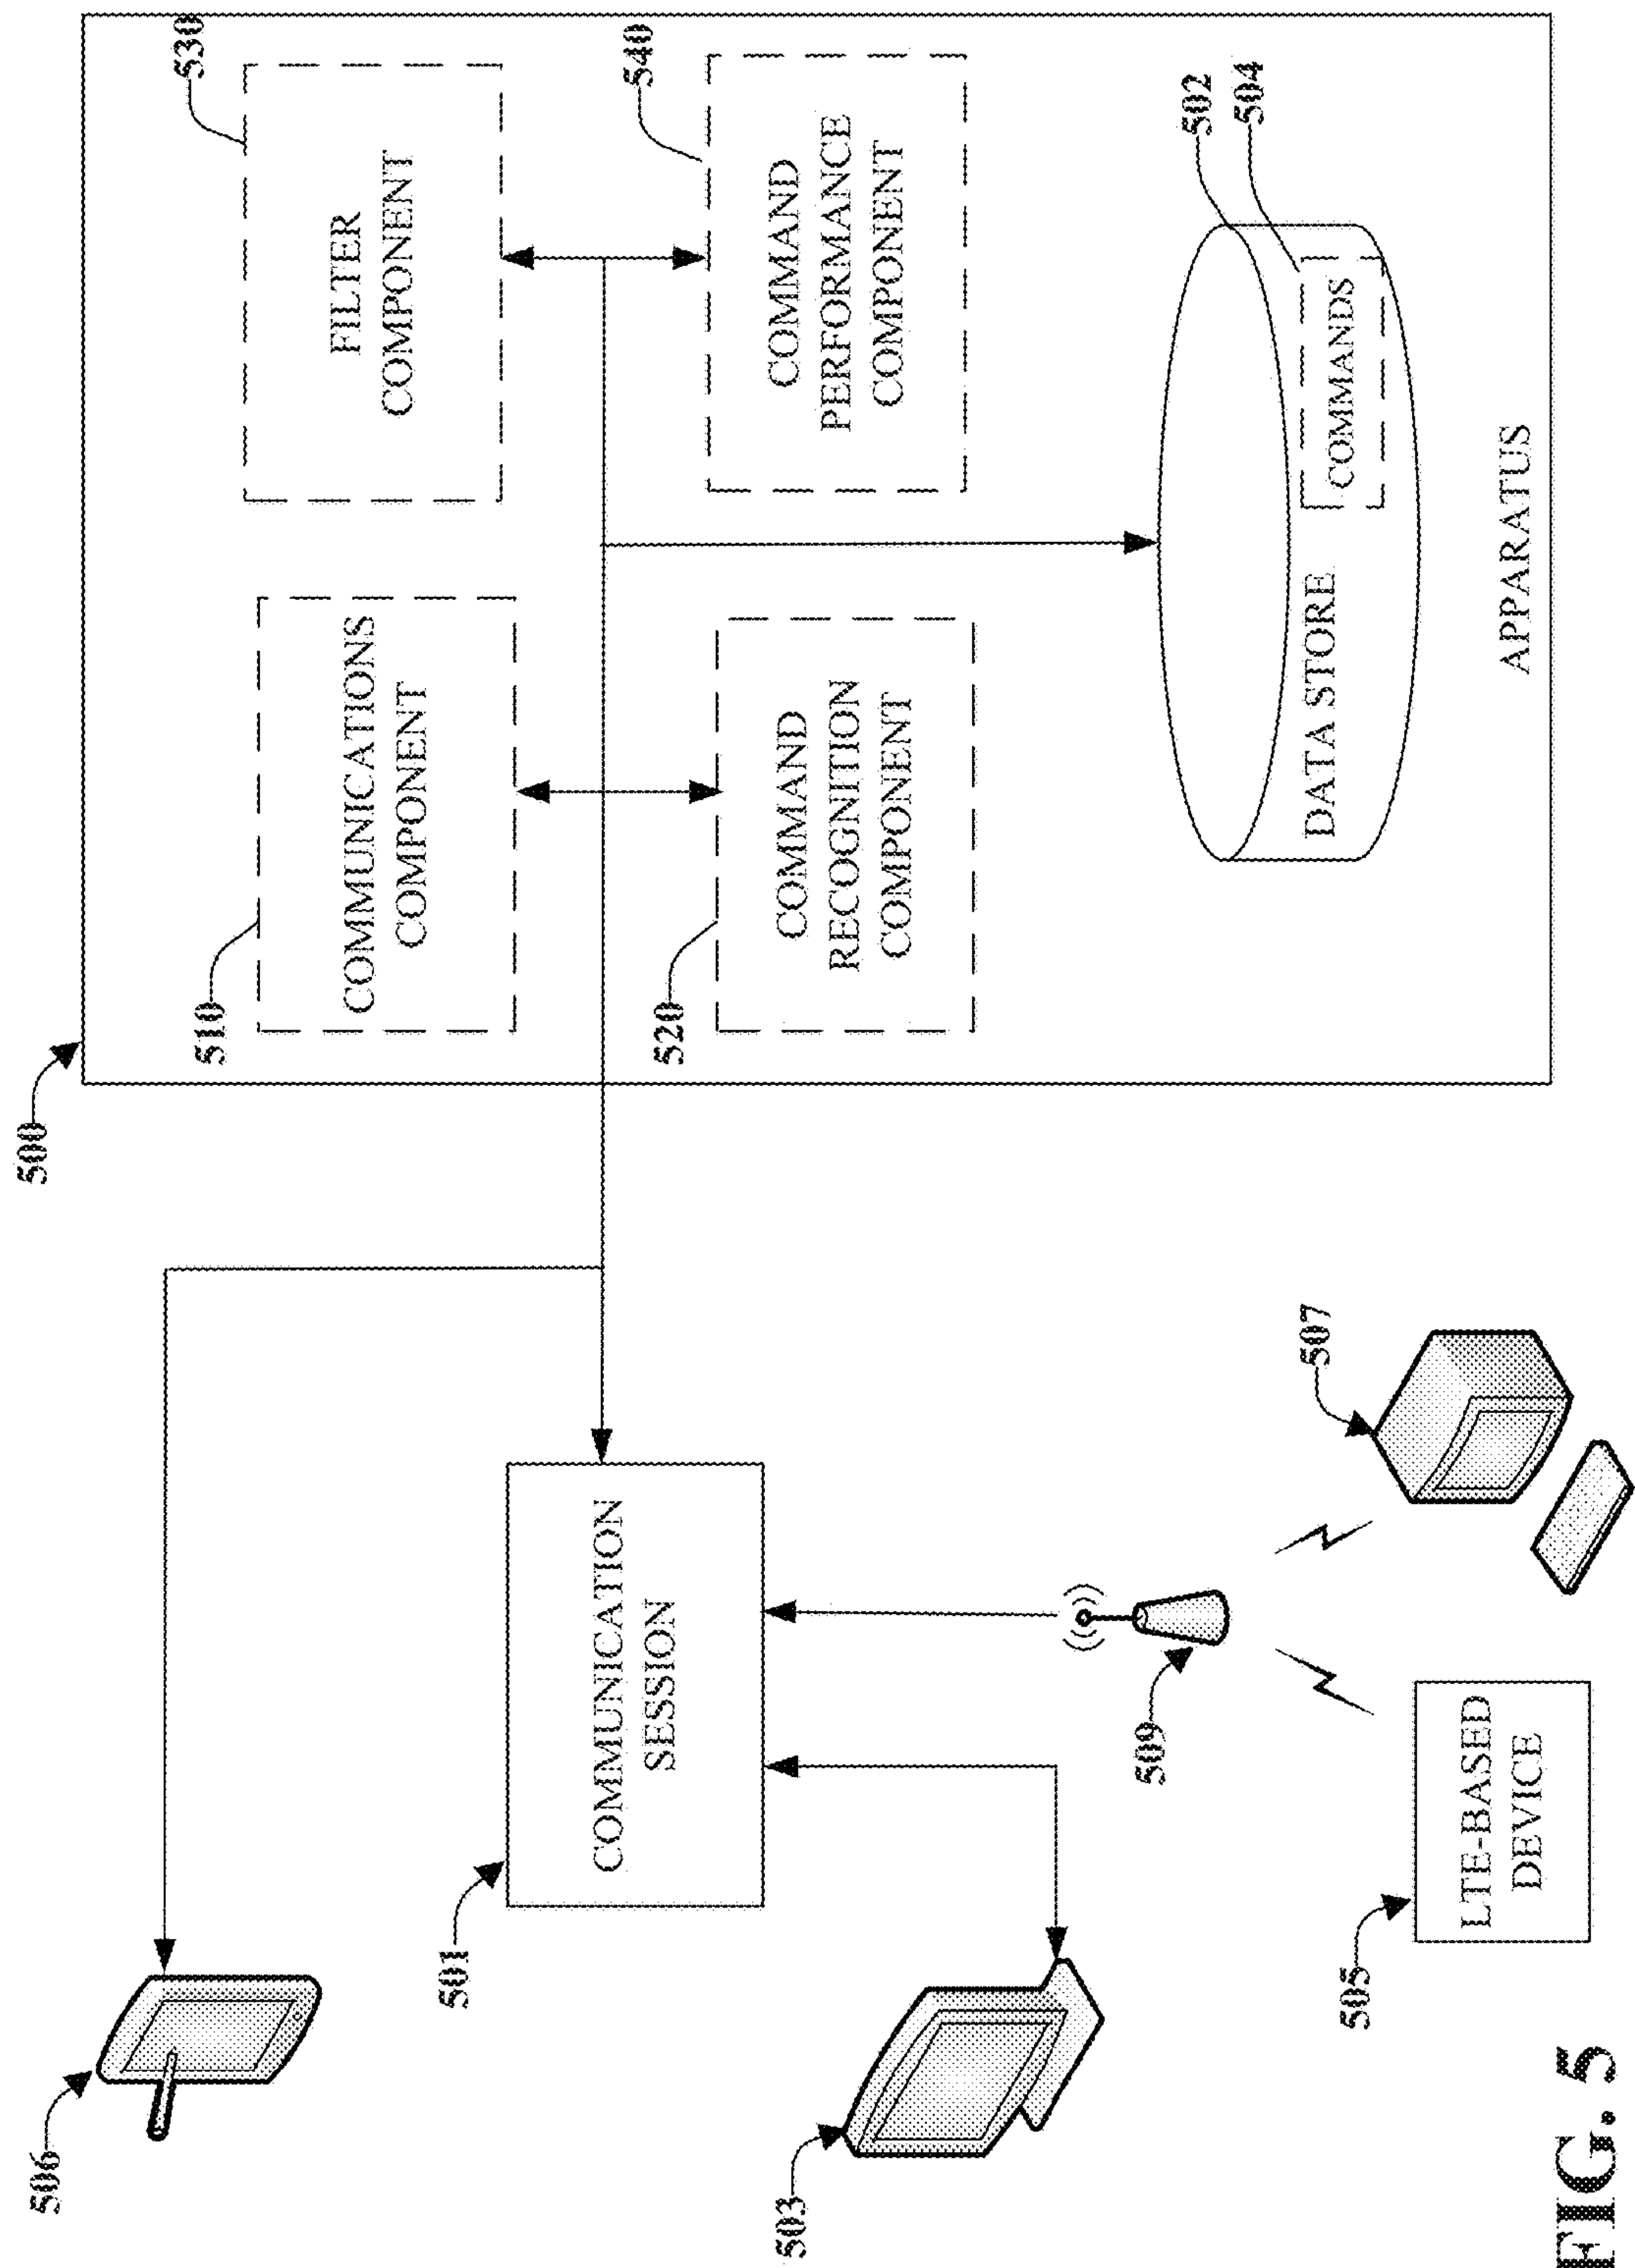 500
510
COMMUNICATIONS
COMPONENT
530
FILTER
COMPONENT
520
COMMAND
RECOGNITION
COMPONENT
540
COMMAND
PERFORMANCE
COMPONENT
502
504
DATA STORE
COMMANDS
APPARATUS
506
501
COMMUNICATION
SESSION
503
509
507
505
LTE-BASED
DEVICE
FIG. 5